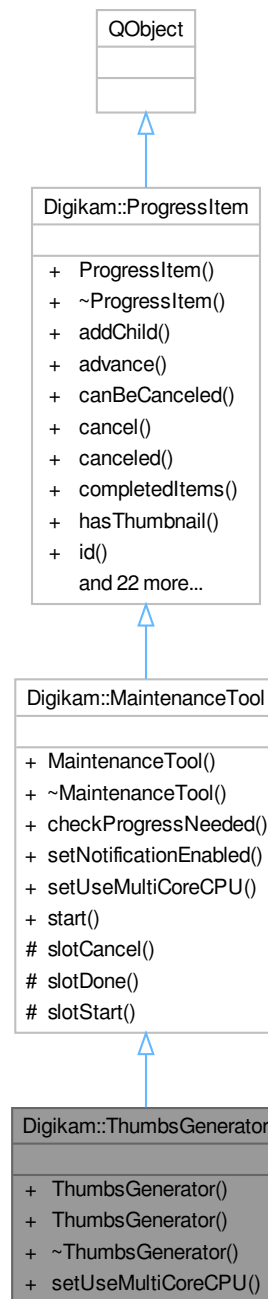 QObject
Digikam::ProgressItem
+ ProgressItem()
+ ~ProgressItem()
+ addChild()
+ advance()
+ canBeCanceled()
+ cancel()
+ canceled()
+ completedItems()
+ hasThumbnail()
+ id()
and 22 more...
Digikam::MaintenanceTool
+ MaintenanceTool()
+ ~MaintenanceTool()
+ checkProgressNeeded()
+ setNotificationEnabled()
+ setUseMultiCoreCPU()
+ start()
# slotCancel()
# slotDone()
# slotStart()
Digikam::ThumbsGenerator
+ ThumbsGenerator()
+ ThumbsGenerator()
+ ~ThumbsGenerator()
+ setUseMultiCoreCPU()